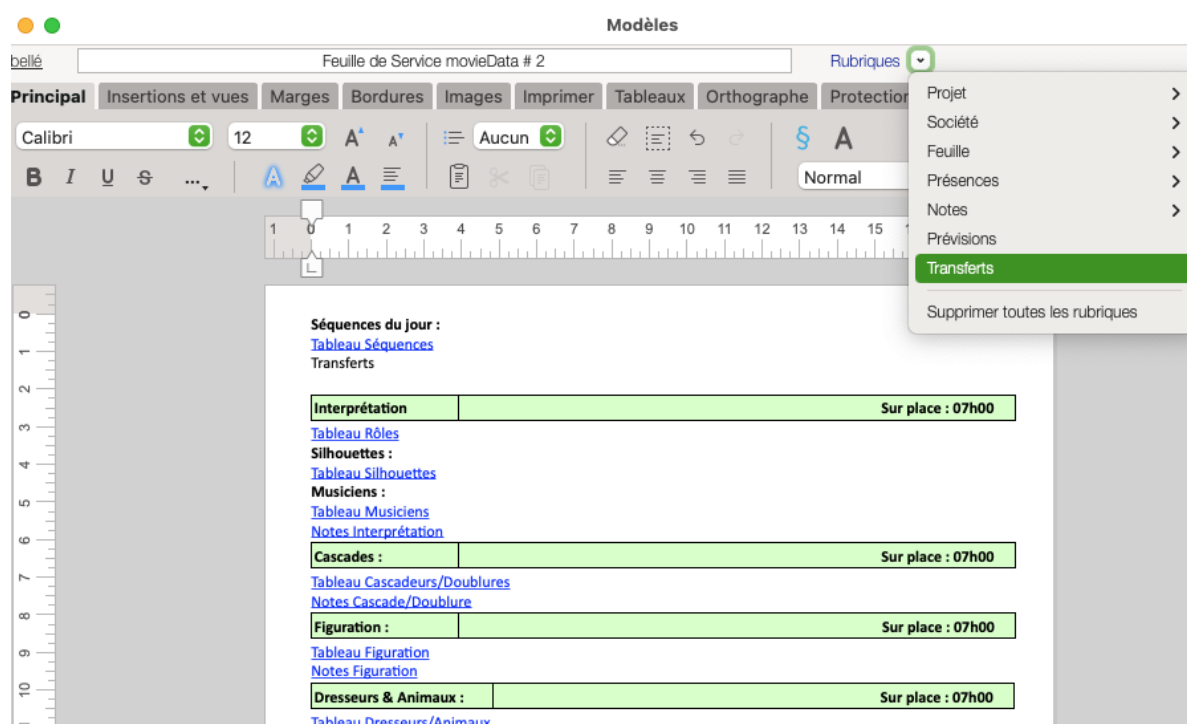 Modèles
bellé Feuille de Service movieData # 2 Rubriques
Principal Insertions et vues Marges Bordures Images Imprimer Tableaux Orthographe Protection
Calibri 12 A A Aucun § A
B I U S ... A A Normal
Projet
Société
Feuille
Présences
Notes
Prévisions
Transferts
Supprimer toutes les rubriques
1 0 1 2 3 4 5 6 7 8 9 10 11 12 13 14 15
0
1
2
3
4
5
6
7
8
9
10
Séquences du jour :
Tableau Séquences
Transferts
Interprétation Sur place : 07h00
Tableau Rôles
Silhouettes :
Tableau Silhouettes
Musiciens :
Tableau Musiciens
Notes Interprétation
Cascades : Sur place : 07h00
Tableau Cascadeurs/Doublures
Notes Cascade/Doublure
Figuration : Sur place : 07h00
Tableau Figuration
Notes Figuration
Dresseurs & Animaux : Sur place : 07h00
Tableau Dresseurs/Animaux